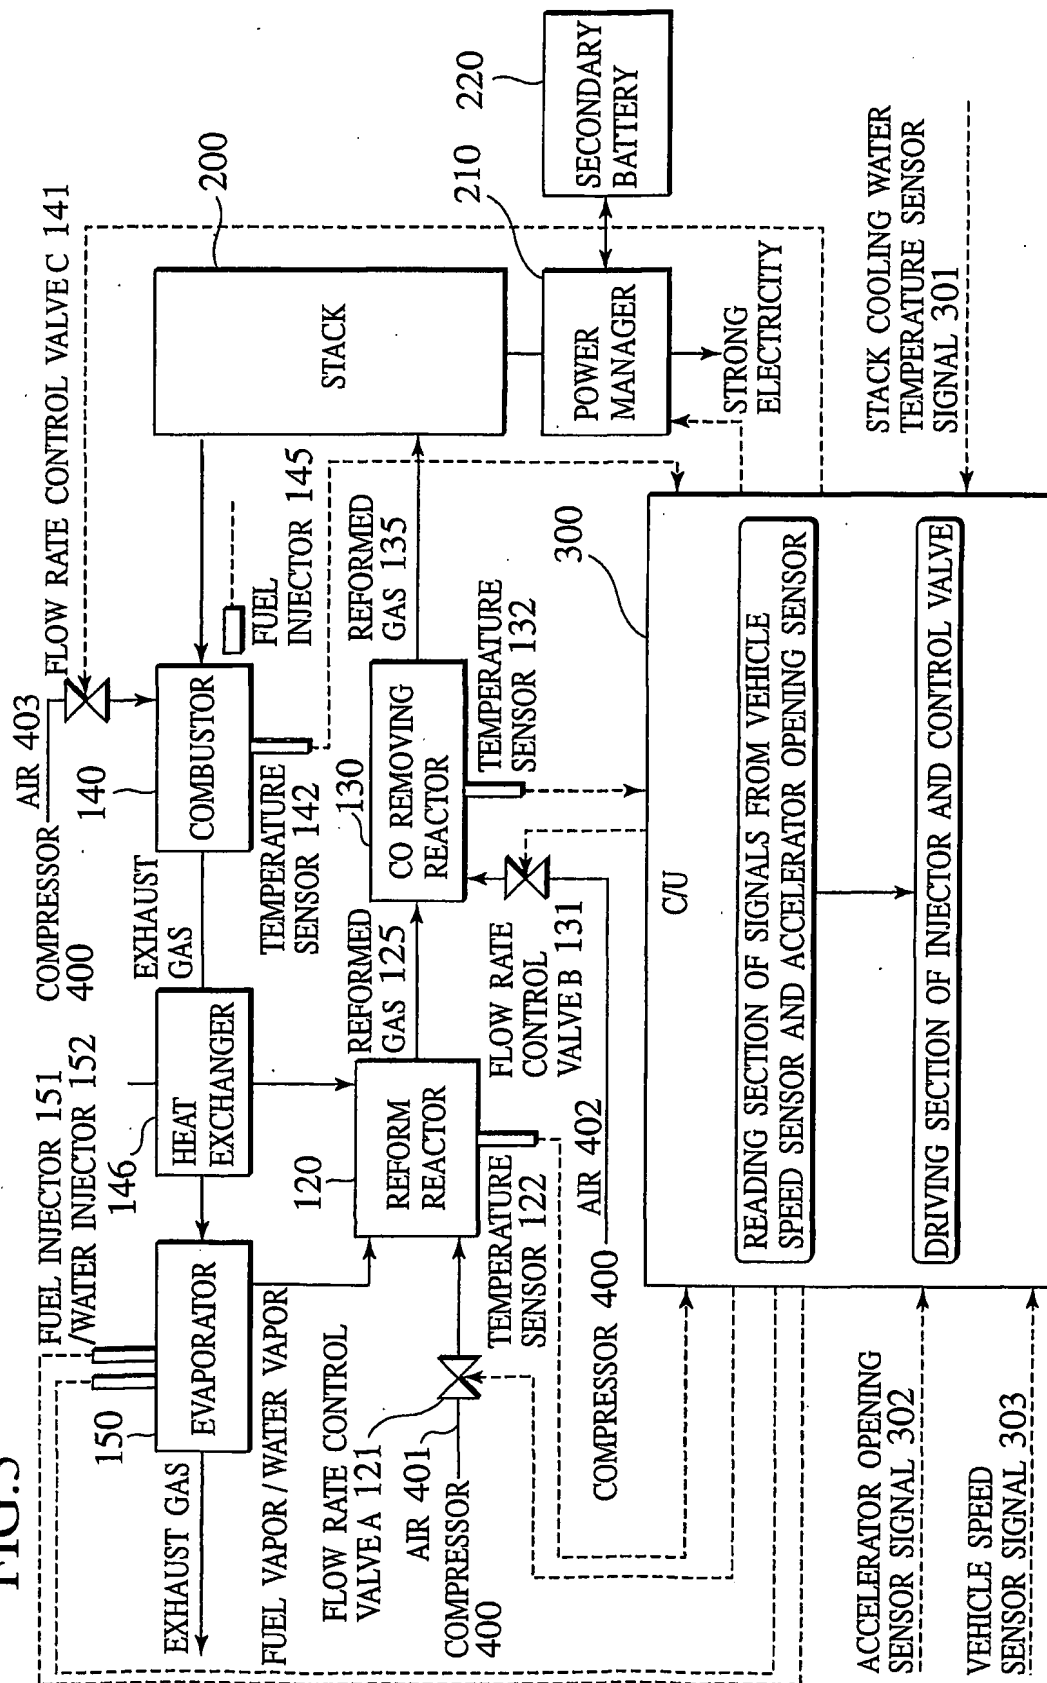 FIG.3
FUEL INJECTOR 151
/WATER INJECTOR 152
COMPRESSOR
400
AIR 403
FLOW RATE CONTROL VALVE C 141
150
146
140
200
EVAPORATOR
HEAT
EXCHANGER
EXHAUST
GAS
COMBUSTOR
STACK
EXHAUST GAS
FUEL VAPOR / WATER VAPOR
TEMPERATURE
SENSOR 142
FUEL
INJECTOR 145
120
REFORMED
GAS 125
130
REFORMED
GAS 135
210
220
FLOW RATE CONTROL
VALVE A 121
REFORM
REACTOR
CO REMOVING
REACTOR
POWER
MANAGER
SECONDARY
BATTERY
AIR 401
COMPRESSOR
400
TEMPERATURE
SENSOR 122
FLOW RATE
CONTROL
VALVE B 131
TEMPERATURE
SENSOR 132
STRONG
ELECTRICITY
AIR 402
COMPRESSOR 400
300
C/U
READING SECTION OF SIGNALS FROM VEHICLE
SPEED SENSOR AND ACCELERATOR OPENING SENSOR
DRIVING SECTION OF INJECTOR AND CONTROL VALVE
STACK COOLING WATER
TEMPERATURE SENSOR
SIGNAL 301
ACCELERATOR OPENING
SENSOR SIGNAL 302
VEHICLE SPEED
SENSOR SIGNAL 303